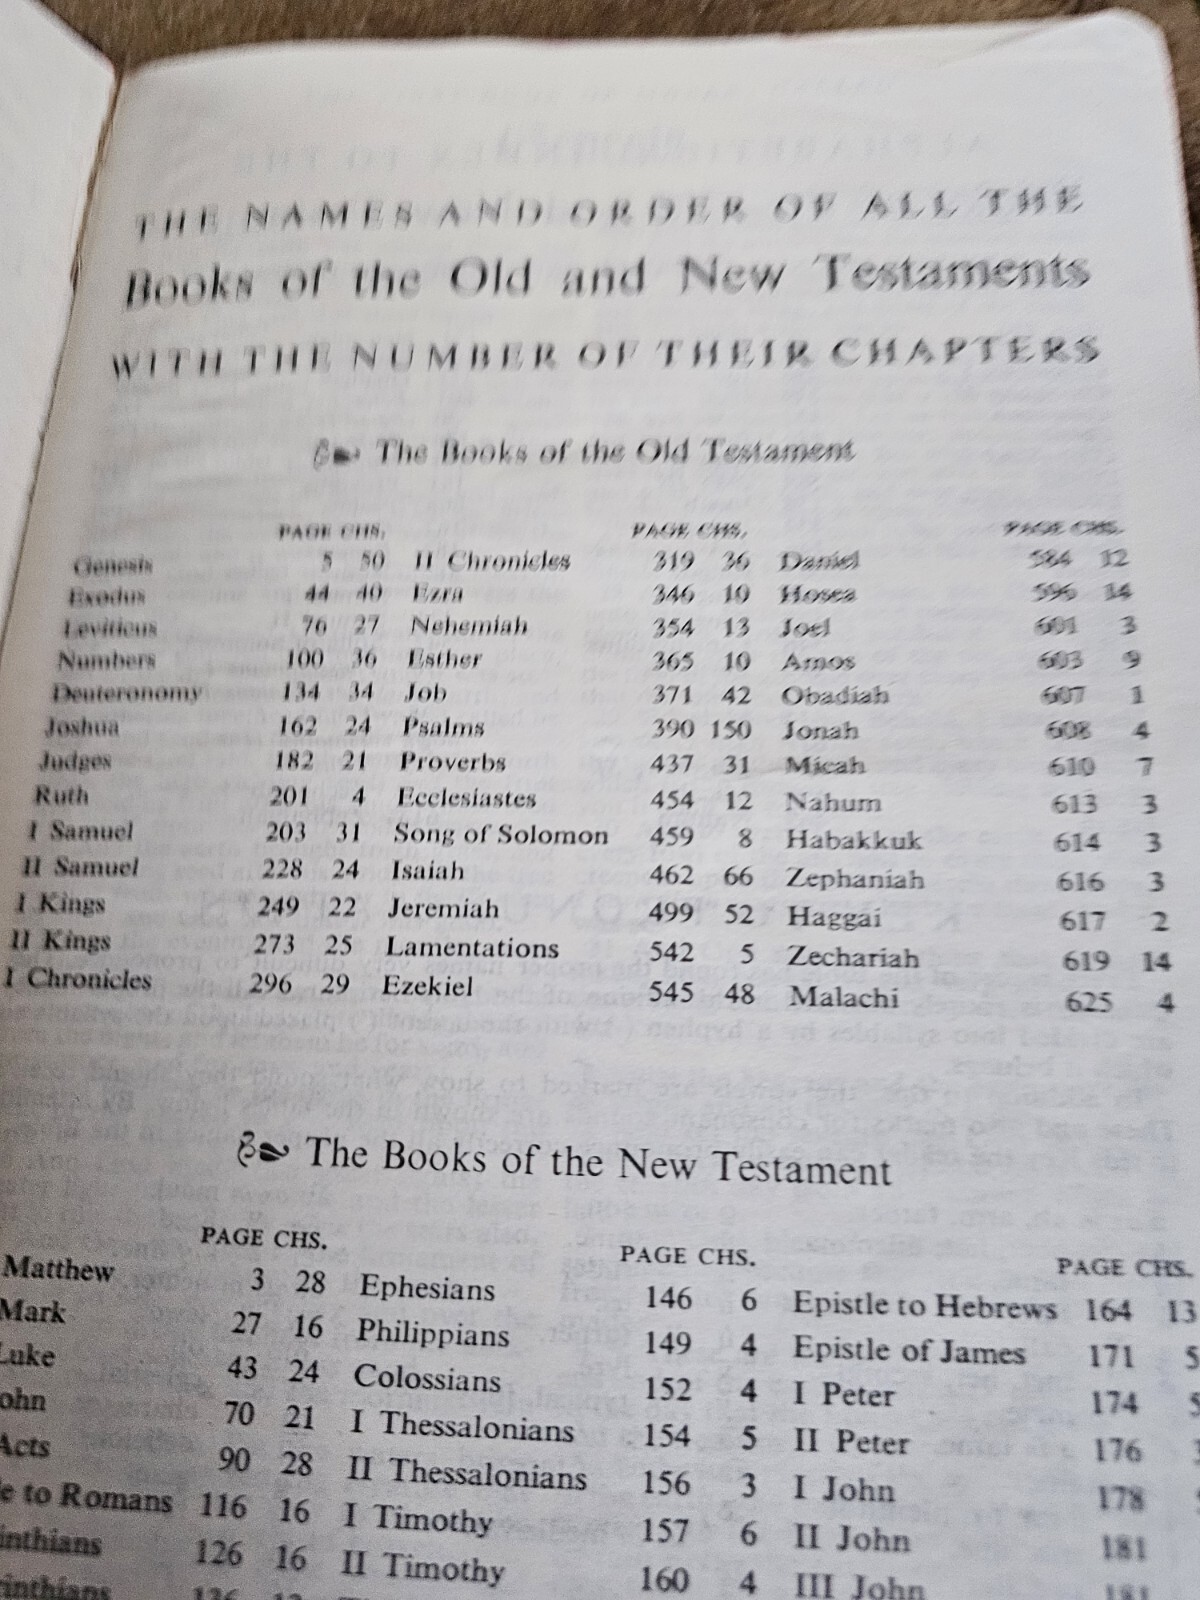 THE NAMES AND ORDER OF ALL THE
Books of the Old and New Testaments
WITH THE NUMBER OF THEIR CHAPTERS
The Books of the Old Testament
PAGE CHS. PAGE CHS. PAGE CHS.
Genesis 5 50 II Chronicles 319 36 Daniel 584 12
Exodus 44 40 Ezra 346 10 Hosea 596 14
Leviticus 76 27 Nehemiah 354 13 Joel 601 3
Numbers 100 36 Esther 365 10 Amos 603 9
Deuteronomy 134 34 Job 371 42 Obadiah 607 1
Joshua 162 24 Psalms 390 150 Jonah 608 4
Judges 182 21 Proverbs 437 31 Micah 610 7
Ruth 201 4 Ecclesiastes 454 12 Nahum 613 3
I Samuel 203 31 Song of Solomon 459 8 Habakkuk 614 3
II Samuel 228 24 Isaiah 462 66 Zephaniah 616 3
I Kings 249 22 Jeremiah 499 52 Haggai 617 2
II Kings 273 25 Lamentations 542 5 Zechariah 619 14
I Chronicles 296 29 Ezekiel 545 48 Malachi 625 4
The Books of the New Testament
PAGE CHS. PAGE CHS. PAGE CHS.
Matthew 3 28 Ephesians 146 6 Epistle to Hebrews 164 13
Mark 27 16 Philippians 149 4 Epistle of James 171 5
Luke 43 24 Colossians 152 4 I Peter 174 5
ohn 70 21 I Thessalonians 154 5 II Peter 176
Acts 90 28 II Thessalonians 156 3 I John 178
e to Romans 116 16 I Timothy 157 6 II John 181
inthians 126 16 II Timothy 160 4 III John 181